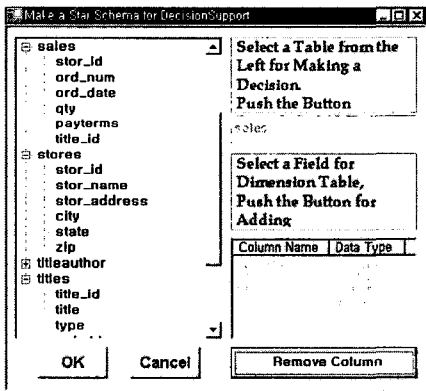 Make a Star Schema for DecisionSupport
sales
stor_id
ord_num
ord_date
qty
payterms
title_id
stores
stor_id
stor_name
stor_address
city
state
zip
titleauthor
titles
title_id
title
type
Select a Table from the
Left for Making a
Decision.
Push the Button
sales
Select a Field for
Dimension Table,
Push the Button for
Adding
Column Name Data Type
OK Cancel Remove Column